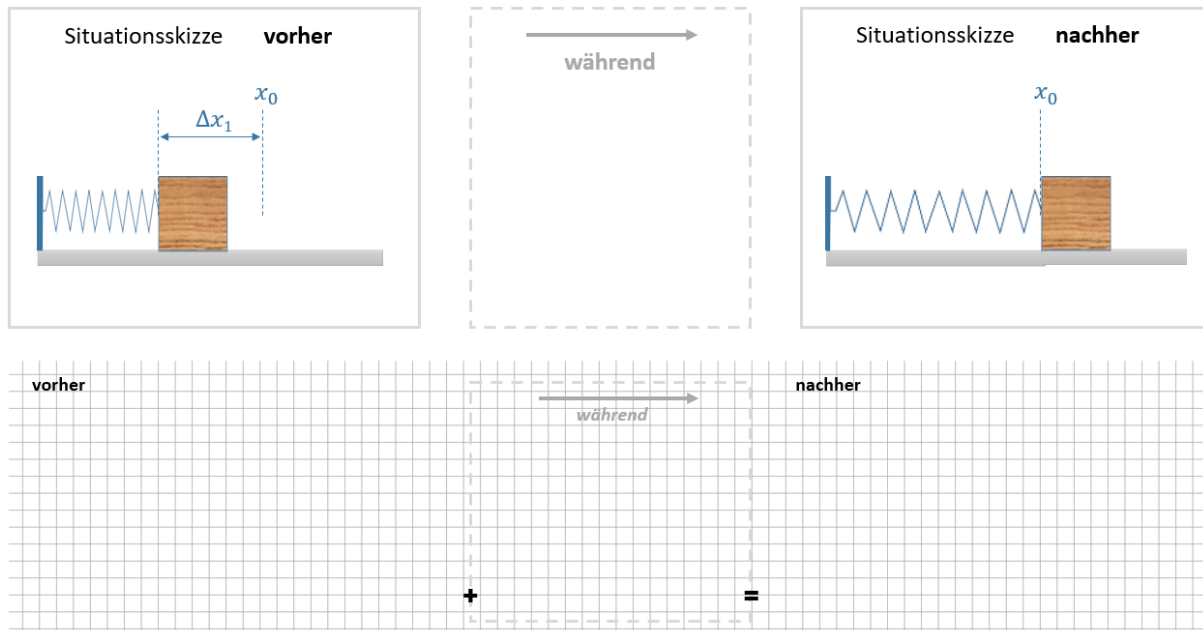 Situationsskizze vorher
x₀
Δx₁
während
Situationsskizze nachher
x₀
vorher
während
nachher
+
=